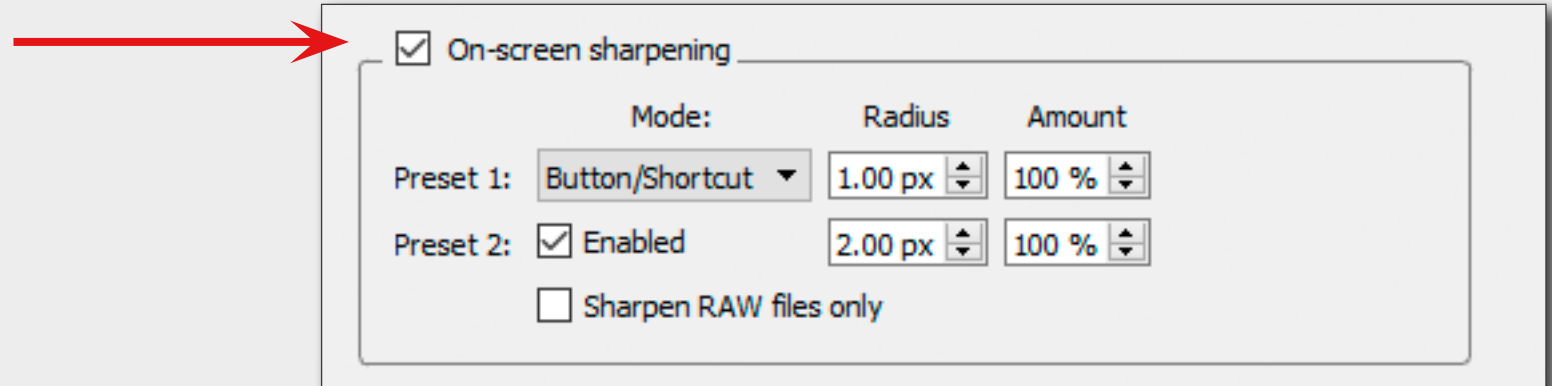 On-screen sharpening
Mode: Radius Amount
Preset 1: Button/Shortcut 1.00 px 100 %
Preset 2: Enabled 2.00 px 100 %
Sharpen RAW files only